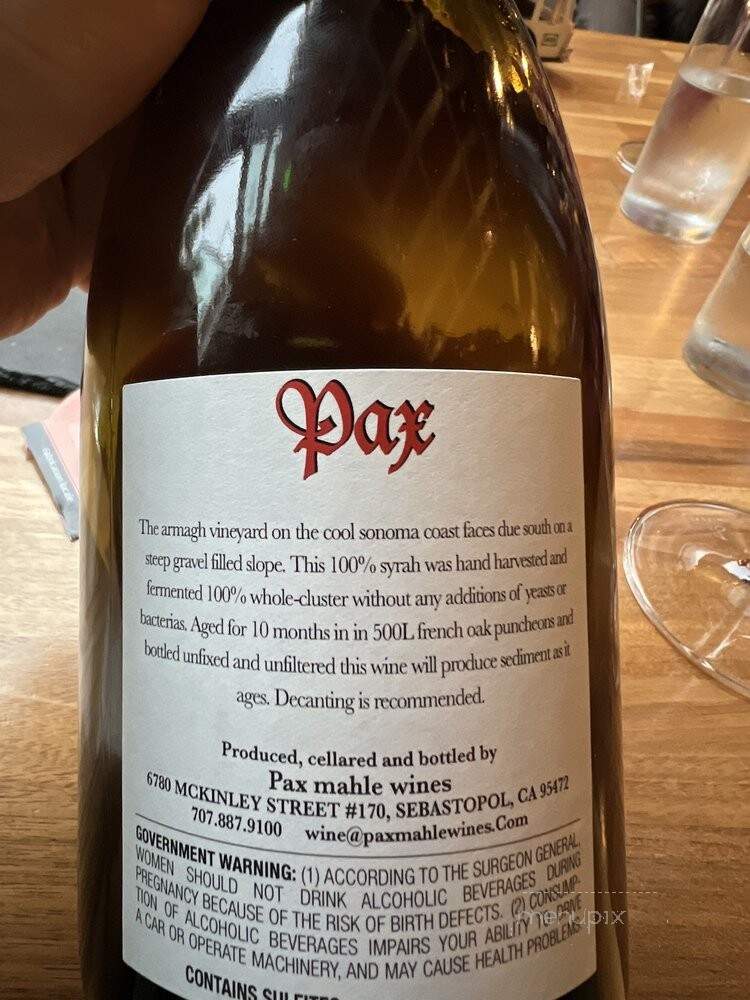 Pax
The armagh vineyard on the cool sonoma coast faces due south on a
steep gravel filled slope. This 100% syrah was hand harvested and
fermented 100% whole-cluster without any additions of yeasts or
bacterias. Aged for 10 months in in 500L french oak puncheons and
bottled unfixed and unfiltered this wine will produce sediment as it
ages. Decanting is recommended.
Produced, cellared and bottled by
Pax mahle wines
6780 MCKINLEY STREET #170, SEBASTOPOL, CA 95472
707.887.9100 wine@paxmahlewines.Com
GOVERNMENT WARNING: (1) ACCORDING TO THE SURGEON GENERAL,
WOMEN SHOULD NOT DRINK ALCOHOLIC BEVERAGES DURING
PREGNANCY BECAUSE OF THE RISK OF BIRTH DEFECTS. (2) CONSUMP-
TION OF ALCOHOLIC BEVERAGES IMPAIRS YOUR ABILITY TO DRIVE
A CAR OR OPERATE MACHINERY, AND MAY CAUSE HEALTH PROBLEMS.
CONTAINS SULFITES
menupix